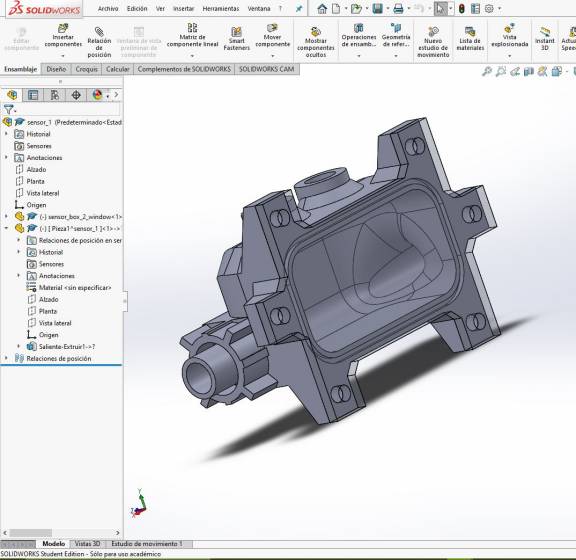 SOLIDWORKS Archivo Edición Ver Insertar Herramientas Ventana ?
Editar componente
Insertar componentes
Relación de posición
Ventana de vista preliminar de componente
Matriz de componente lineal
Smart Fasteners
Mover componente
Mostrar componentes ocultos
Operaciones de ensamb...
Geometría de refer...
Nuevo estudio de movimiento
Lista de materiales
Vista explosionada
Instant 3D
Ensamblaje Diseño Croquis Calcular Complementos de SOLIDWORKS SOLIDWORKS CAM
sensor_1 (Predeterminado<Estad
Historial
Sensores
Anotaciones
Alzado
Planta
Vista lateral
Origen
(-) sensor_box_2_window<1>
(-) [ Pieza1^sensor_1 ]<1>->
Relaciones de posición en ser
Historial
Sensores
Anotaciones
Material <sin especificar>
Alzado
Planta
Vista lateral
Origen
Saliente-Extruir1->?
Relaciones de posición
Modelo Vistas 3D Estudio de movimiento 1
SOLIDWORKS Student Edition - Sólo para uso académico